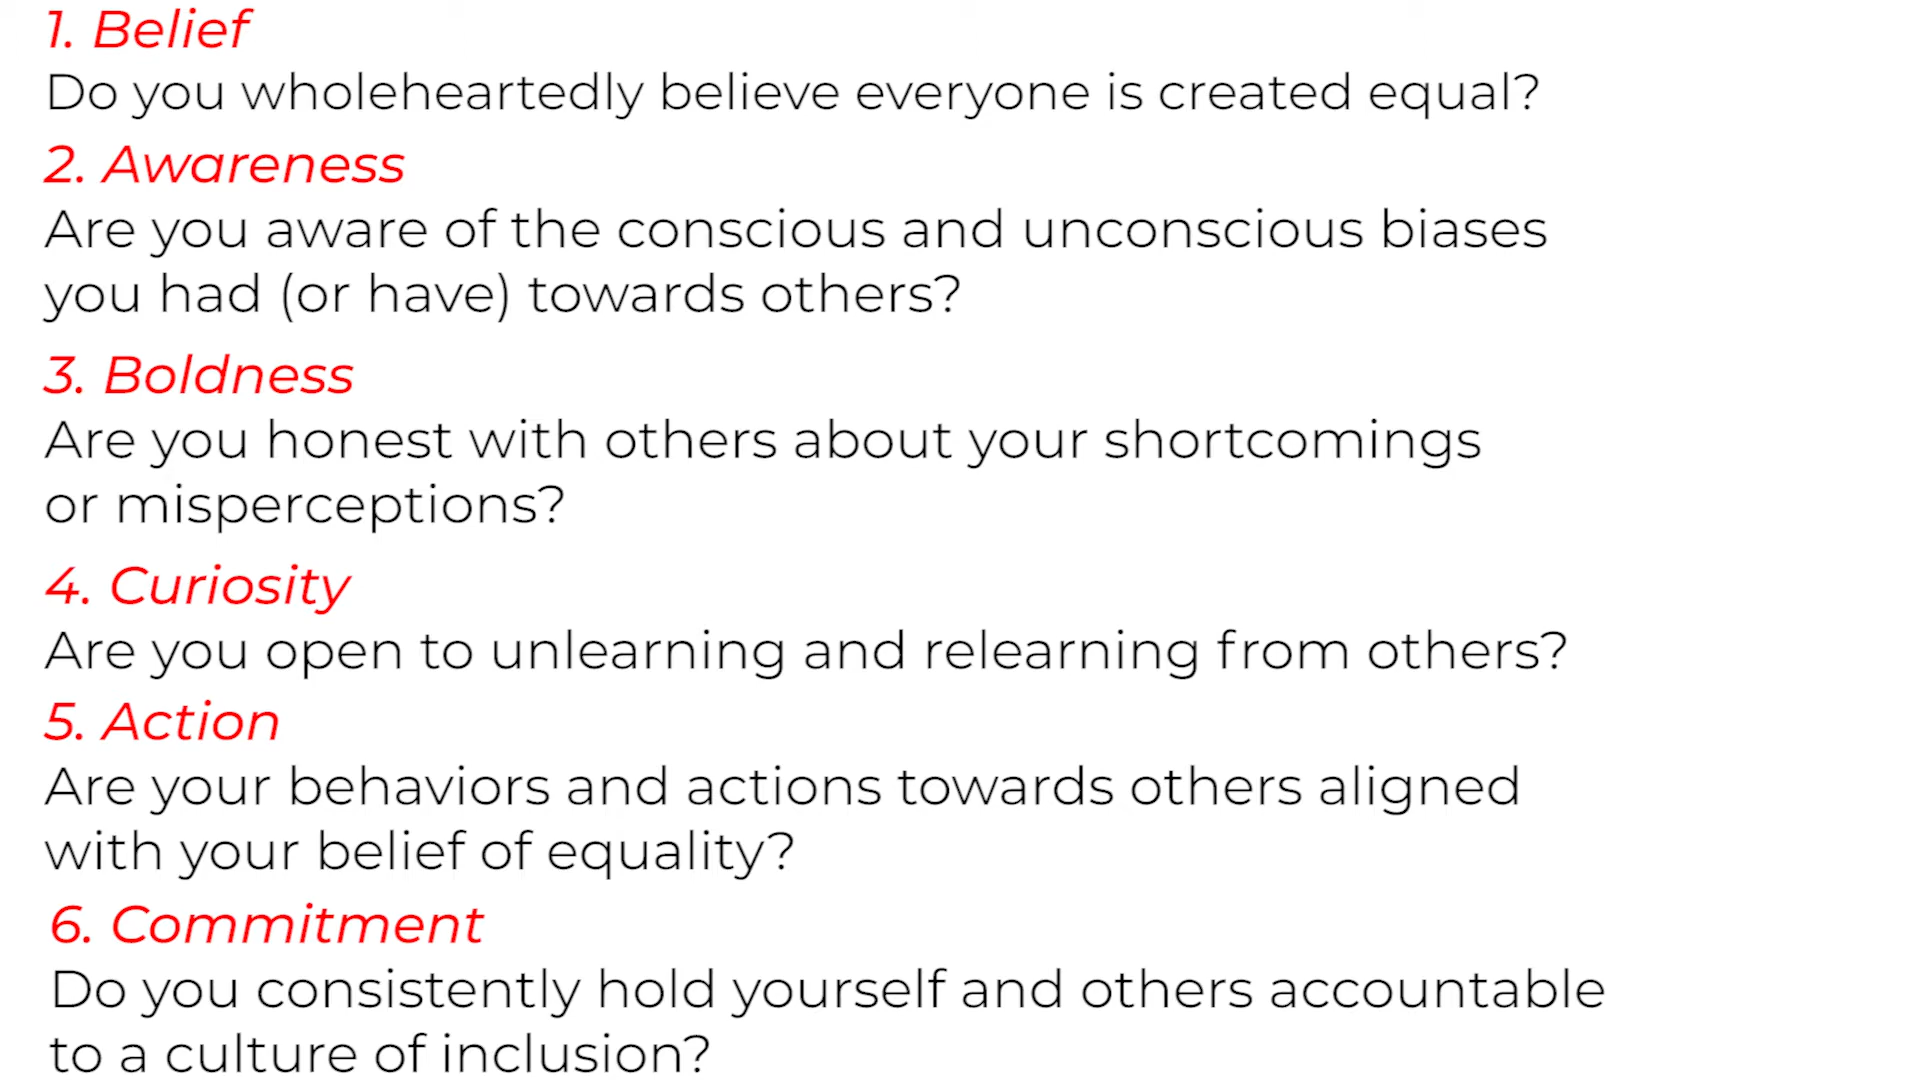 1. Belief
Do you wholeheartedly believe everyone is created equal?
2. Awareness
Are you aware of the conscious and unconscious biases
you had (or have) towards others?
3. Boldness
Are you honest with others about your shortcomings
or misperceptions?
4. Curiosity
Are you open to unlearning and relearning from others?
5. Action
Are your behaviors and actions towards others aligned
with your belief of equality?
6. Commitment
Do you consistently hold yourself and others accountable
to a culture of inclusion?